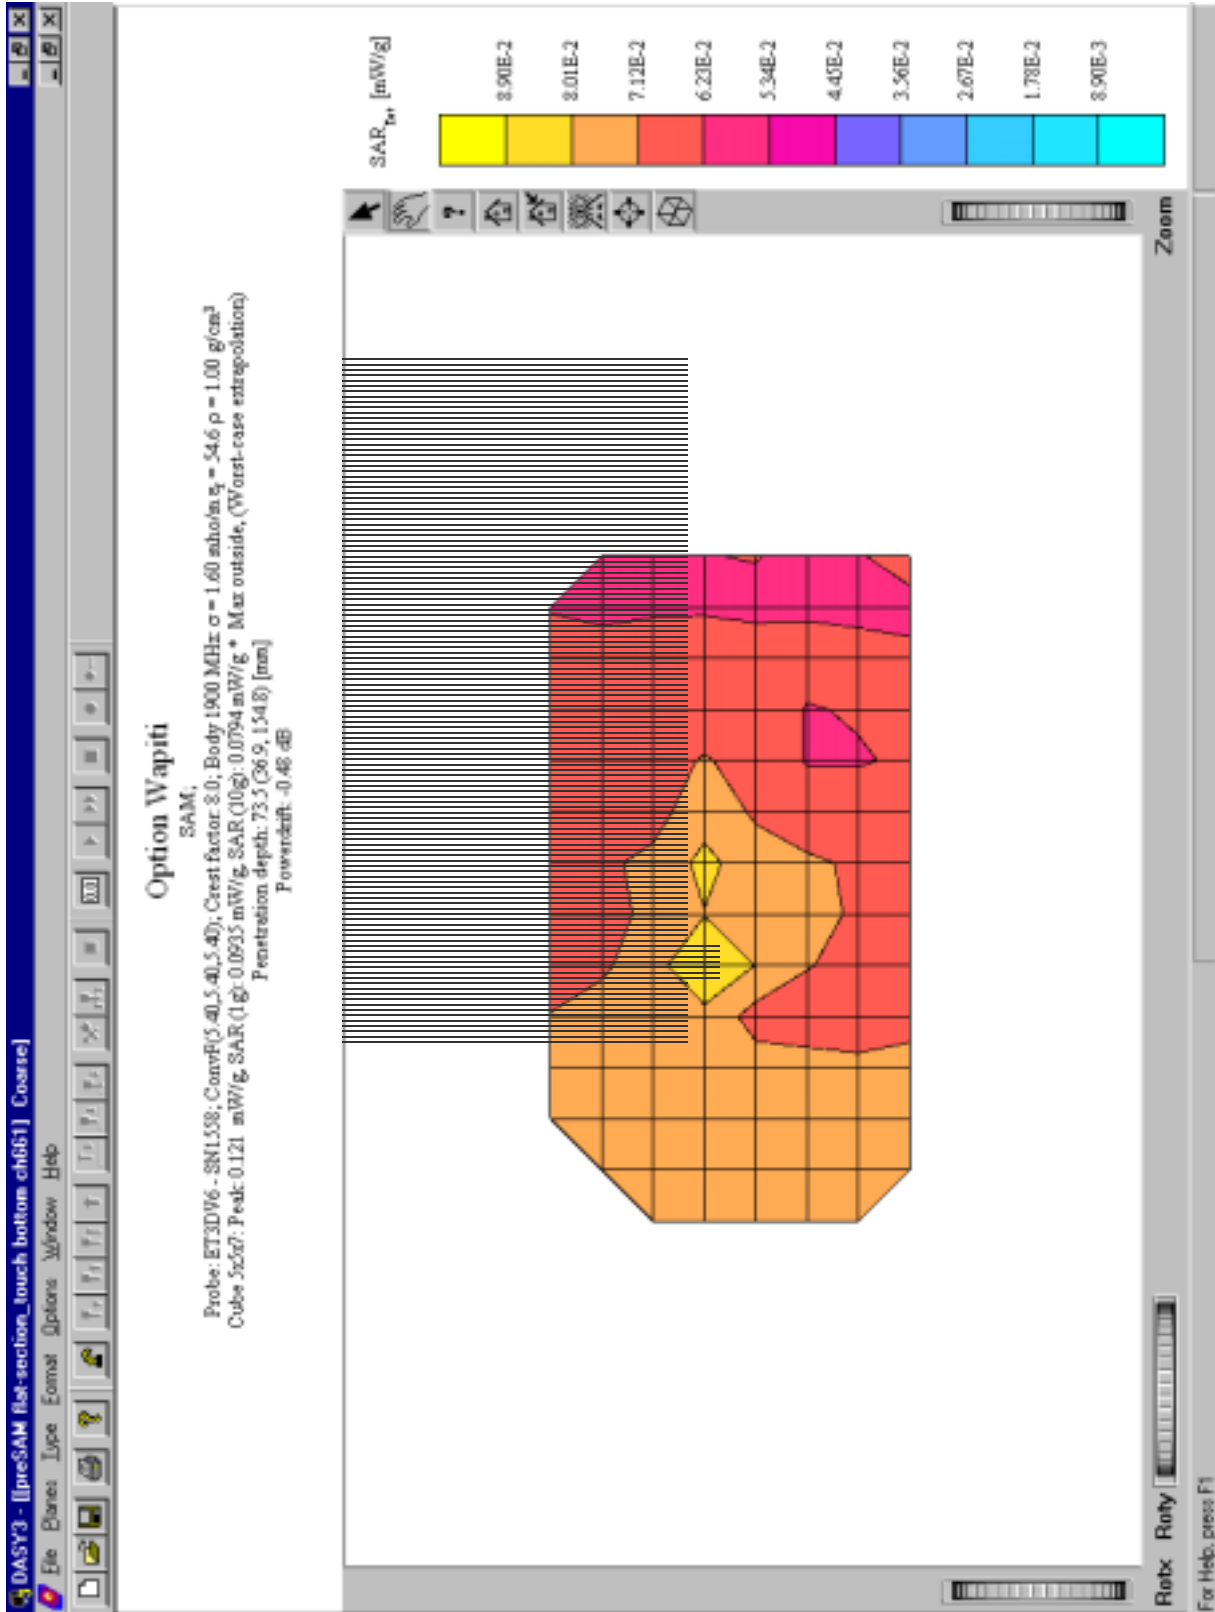 DASY3 - [[preSAM flat-section_touch bottom ch661] Coarse]
File Planes Type Format Options Window Help
Option Wapiti
SAM;
Probe: ET3DV6 - SN1558; ConvF(5.40,5.40,5.40); Crest factor: 8.0; Body 1900 MHz: σ = 1.60 mho/m εr = 54.6 ρ = 1.00 g/cm³
Cube 5x5x7: Peak: 0.121 mW/g, SAR (1g): 0.0935 mW/g, SAR (10g): 0.0794 mW/g * Max outside, (Worst-case extrapolation)
Penetration depth: 73.5 (36.9, 154.8) [mm]
Powerdrift: -0.48 dB
SARTot [mW/g]
8.90E-2
8.01E-2
7.12E-2
6.23E-2
5.34E-2
4.45E-2
3.56E-2
2.67E-2
1.78E-2
8.90E-3
Rotx Roty
Zoom
For Help, press F1